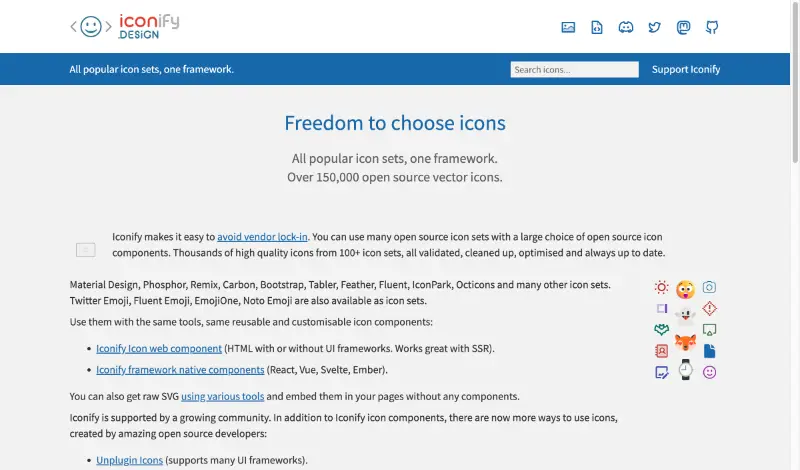 iconify
.DESIGN
All popular icon sets, one framework.
Search icons...
Support Iconify
Freedom to choose icons
All popular icon sets, one framework.
Over 150,000 open source vector icons.
Iconify makes it easy to avoid vendor lock-in. You can use many open source icon sets with a large choice of open source icon
components. Thousands of high quality icons from 100+ icon sets, all validated, cleaned up, optimised and always up to date.
Material Design, Phosphor, Remix, Carbon, Bootstrap, Tabler, Feather, Fluent, IconPark, Octicons and many other icon sets.
Twitter Emoji, Fluent Emoji, EmojiOne, Noto Emoji are also available as icon sets.
Use them with the same tools, same reusable and customisable icon components:
• Iconify Icon web component (HTML with or without UI frameworks. Works great with SSR).
• Iconify framework native components (React, Vue, Svelte, Ember).
You can also get raw SVG using various tools and embed them in your pages without any components.
Iconify is supported by a growing community. In addition to Iconify icon components, there are now more ways to use icons,
created by amazing open source developers:
• Unplugin Icons (supports many UI frameworks).